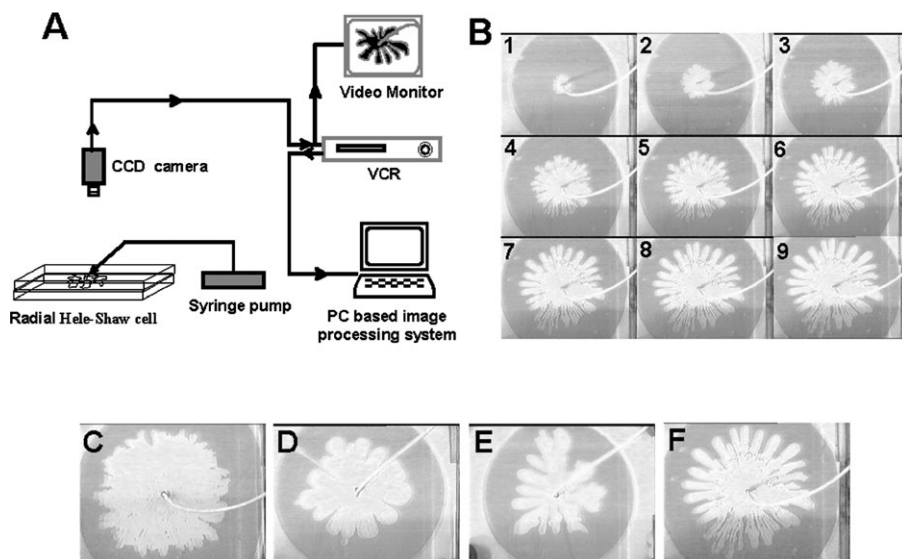 A
Video Monitor
CCD camera
VCR
Radial Hele-Shaw cell
Syringe pump
PC based image
processing system
B
1
2
3
4
5
6
7
8
9
C
D
E
F